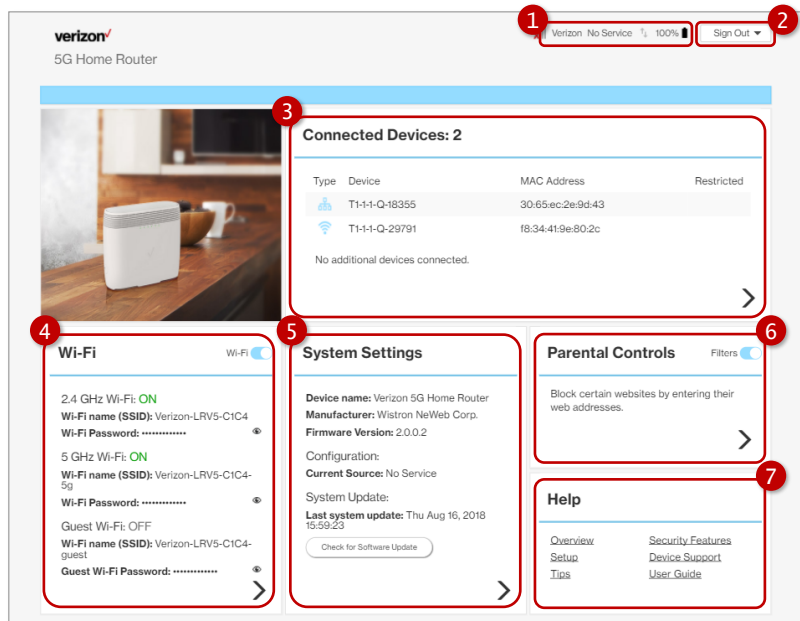 1
2
verizon✓
Verizon No Service 100%
Sign Out
5G Home Router
3
Connected Devices: 2
Type Device MAC Address Restricted
T1-1-1-Q-18355 30:65:ec:2e:9d:43
T1-1-1-Q-29791 f8:34:41:9e:80:2c
No additional devices connected.
4
Wi-Fi
Wi-Fi
2.4 GHz Wi-Fi: ON
Wi-Fi name (SSID): Verizon-LRV5-C1C4
Wi-Fi Password: •••••••••••••
5 GHz Wi-Fi: ON
Wi-Fi name (SSID): Verizon-LRV5-C1C4-
5g
Wi-Fi Password: •••••••••••••
Guest Wi-Fi: OFF
Wi-Fi name (SSID): Verizon-LRV5-C1C4-
guest
Guest Wi-Fi Password: •••••••••••••
5
System Settings
Device name: Verizon 5G Home Router
Manufacturer: Wistron NeWeb Corp.
Firmware Version: 2.0.0.2
Configuration:
Current Source: No Service
System Update:
Last system update: Thu Aug 16, 2018
15:59:23
Check for Software Update
6
Parental Controls
Filters
Block certain websites by entering their
web addresses.
7
Help
Overview Security Features
Setup Device Support
Tips User Guide